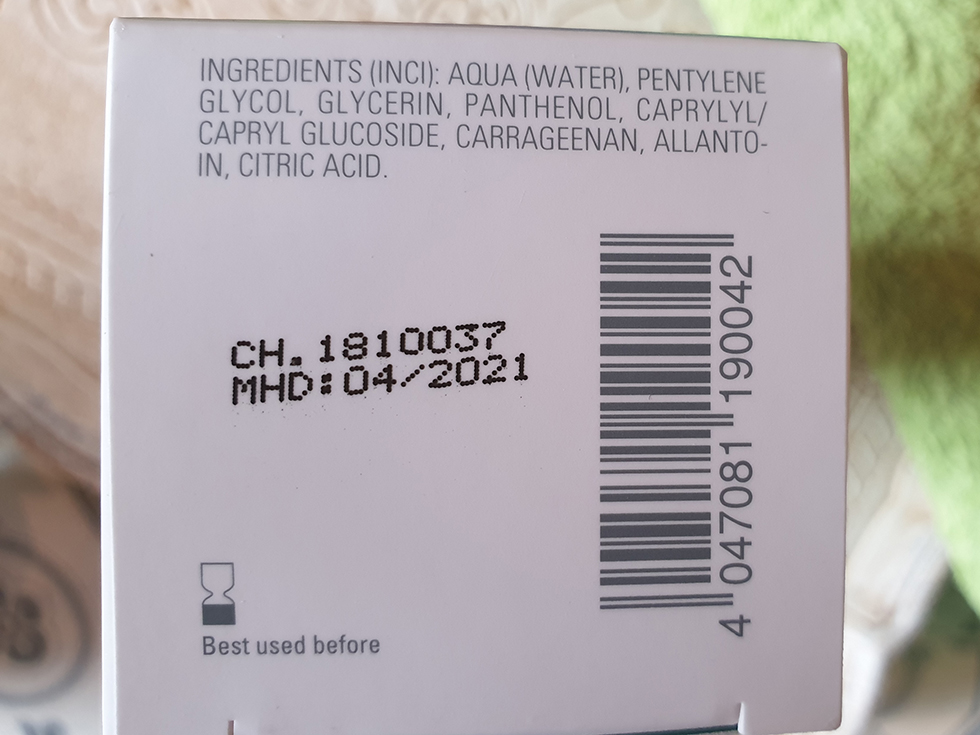 INGREDIENTS (INCI): AQUA (WATER), PENTYLENE
GLYCOL, GLYCERIN, PANTHENOL, CAPRYLYL/
CAPRYL GLUCOSIDE, CARRAGEENAN, ALLANTO-
IN, CITRIC ACID.
CH. 1810037
MHD:04/2021
4 047081 190042
Best used before